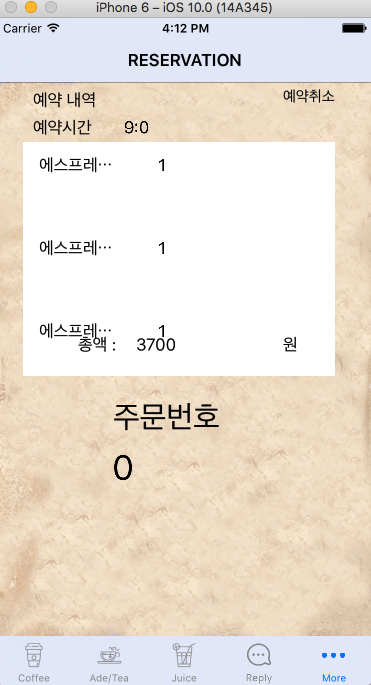 iPhone 6 – iOS 10.0 (14A345)
Carrier 4:12 PM
RESERVATION
예약 내역 예약취소
예약시간 9:0
에스프레… 1
에스프레… 1
에스프레… 1
총액 : 3700 원
주문번호
0
Coffee Ade/Tea Juice Reply More